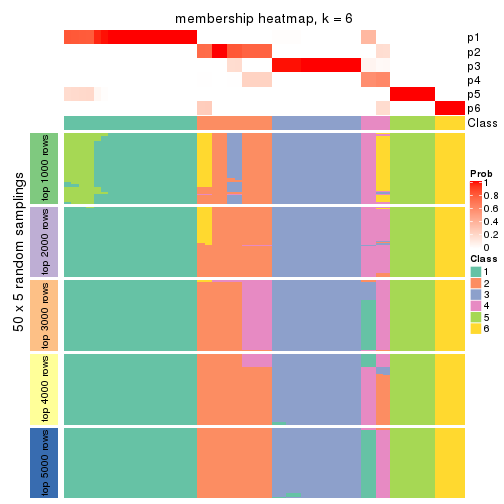 membership heatmap, k = 6
p1
p2
p3
p4
p5
p6
Class
50 x 5 random samplings
top 1000 rows
top 2000 rows
top 3000 rows
top 4000 rows
top 5000 rows
Prob
1
0.8
0.6
0.4
0.2
0
Class
1
2
3
4
5
6